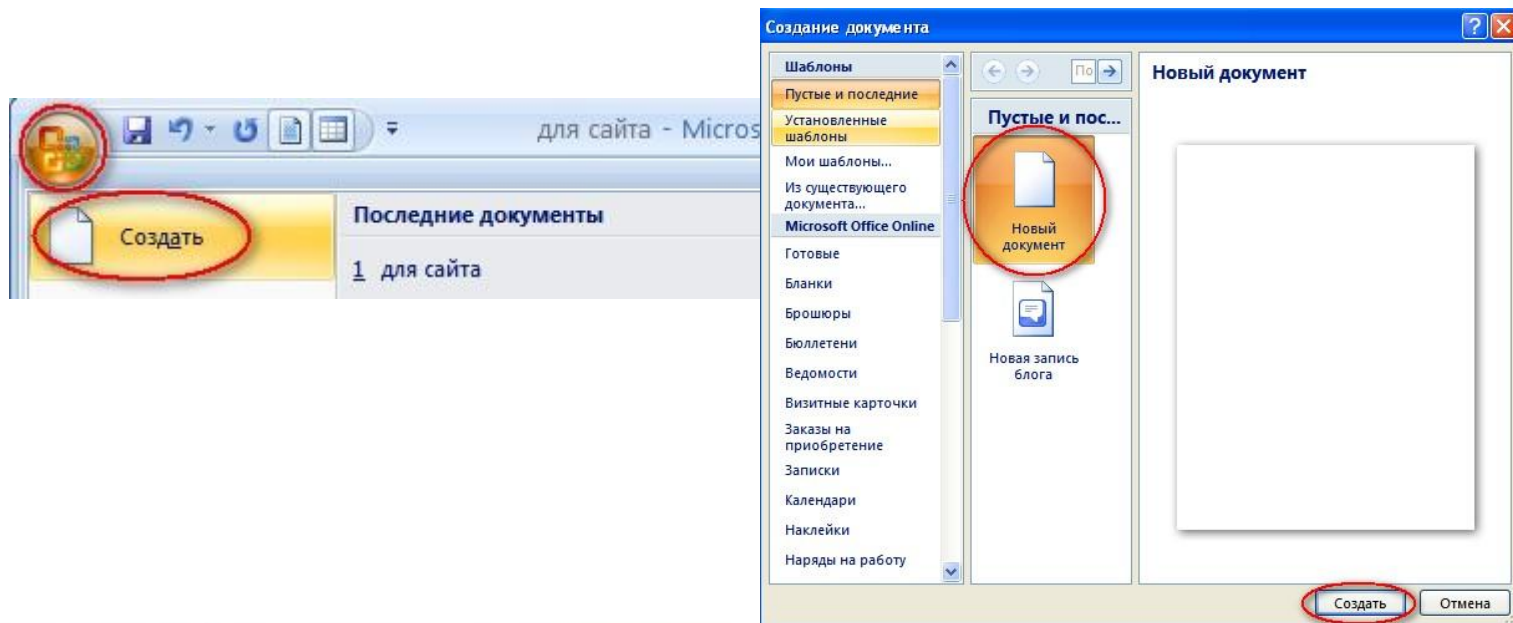 для сайта - Micros
Создать
Последние документы
1 для сайта
Создание документа
Шаблоны
Пустые и последние
Установленные
шаблоны
Мои шаблоны...
Из существующего
документа...
Microsoft Office Online
Готовые
Бланки
Брошюры
Бюллетени
Ведомости
Визитные карточки
Заказы на
приобретение
Записки
Календари
Наклейки
Наряды на работу
По
Пустые и пос...
Новый
документ
Новая запись
блога
Новый документ
Создать
Отмена